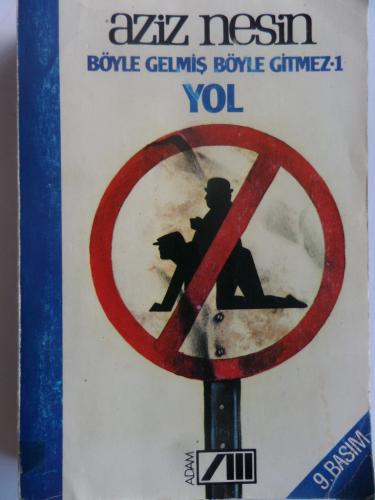 aziz nesin
BÖYLE GELMİŞ BÖYLE GİTMEZ·1
YOL
ADAM
9. BASIM